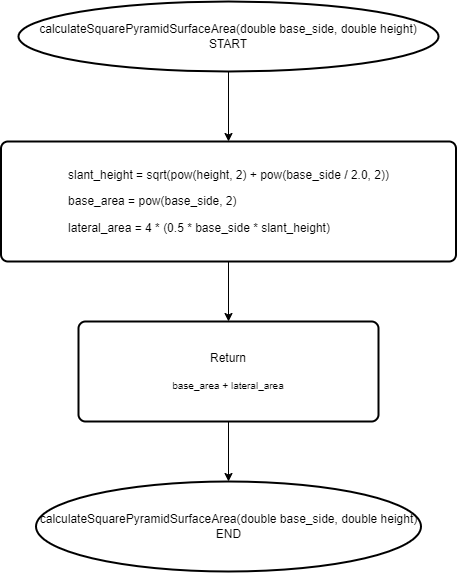 calculateSquarePyramidSurfaceArea(double base_side, double height)
START
slant_height = sqrt(pow(height, 2) + pow(base_side / 2.0, 2))
base_area = pow(base_side, 2)
lateral_area = 4 * (0.5 * base_side * slant_height)
Return
base_area + lateral_area
calculateSquarePyramidSurfaceArea(double base_side, double height)
END